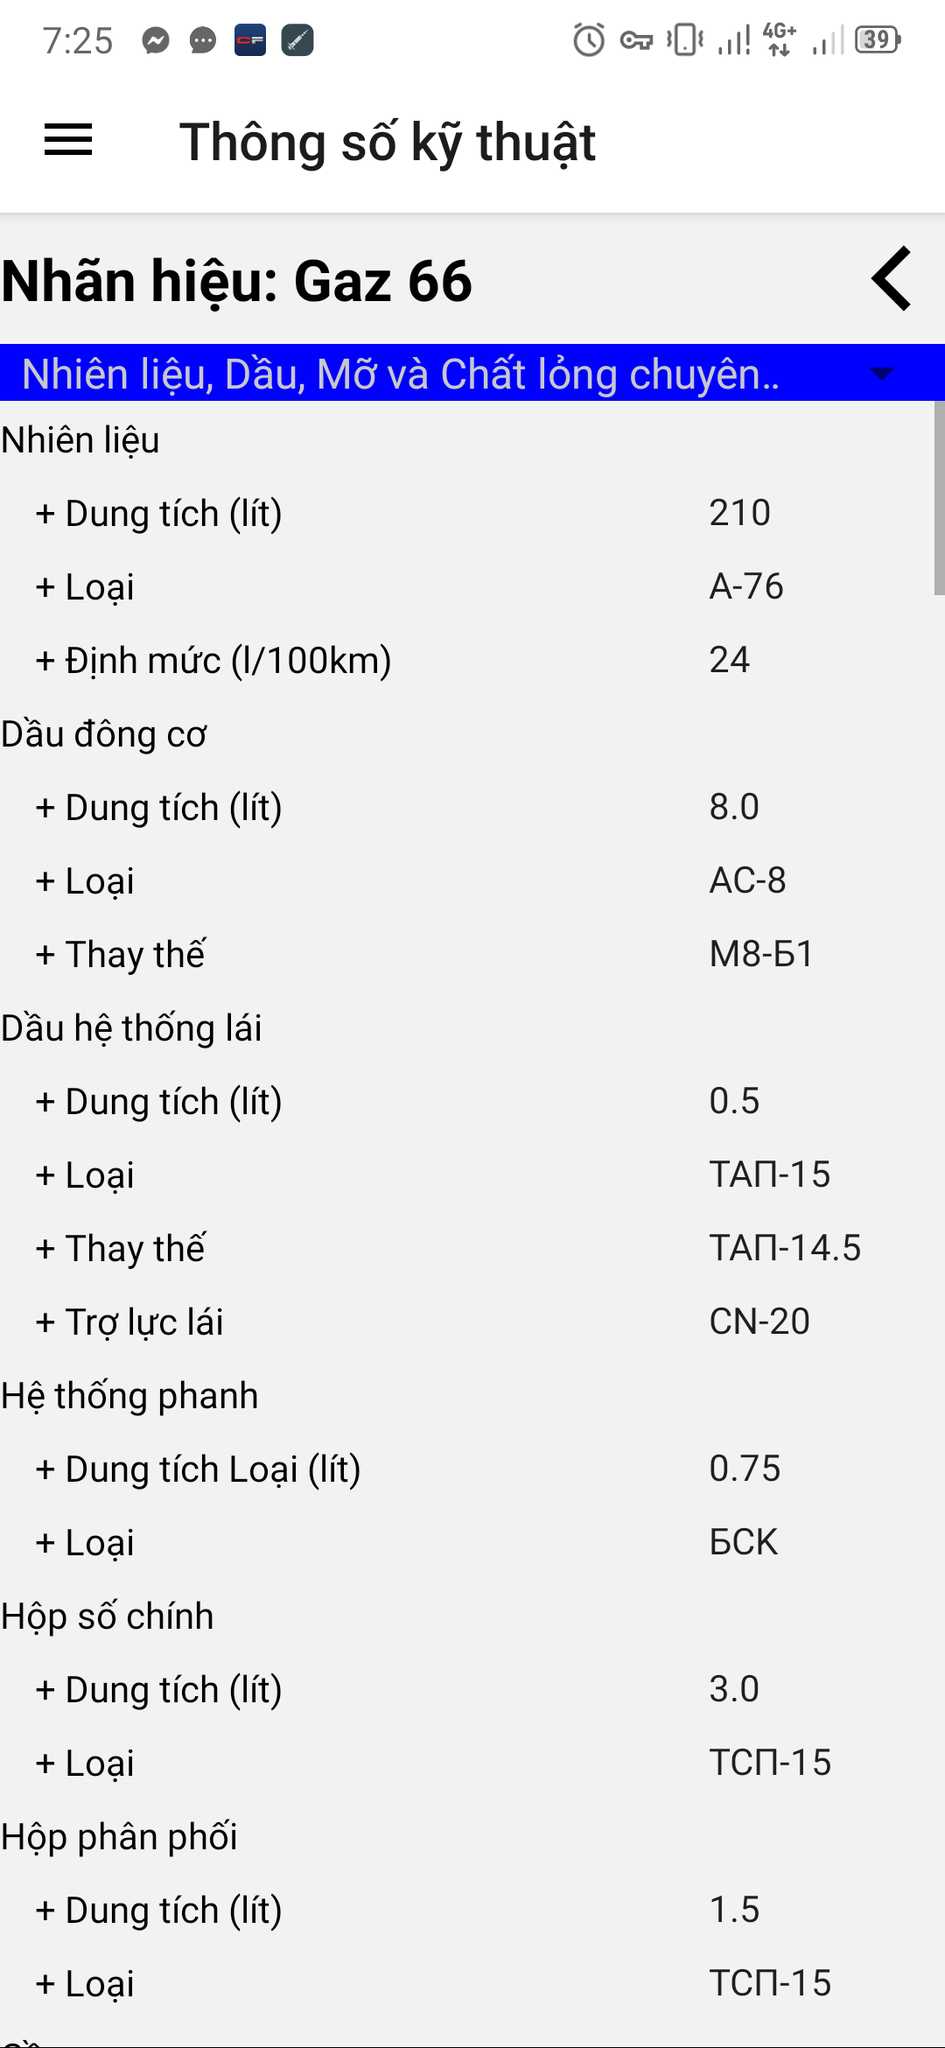 7:25
4G+
39
Thông số kỹ thuật
Nhãn hiệu: Gaz 66
Nhiên liệu, Dầu, Mỡ và Chất lỏng chuyên..
Nhiên liệu
+ Dung tích (lít) 210
+ Loại A-76
+ Định mức (l/100km) 24
Dầu đông cơ
+ Dung tích (lít) 8.0
+ Loại AC-8
+ Thay thế M8-Б1
Dầu hệ thống lái
+ Dung tích (lít) 0.5
+ Loại ТАП-15
+ Thay thế ТАП-14.5
+ Trợ lực lái CN-20
Hệ thống phanh
+ Dung tích Loại (lít) 0.75
+ Loại БCK
Hộp số chính
+ Dung tích (lít) 3.0
+ Loại ТСП-15
Hộp phân phối
+ Dung tích (lít) 1.5
+ Loại ТСП-15